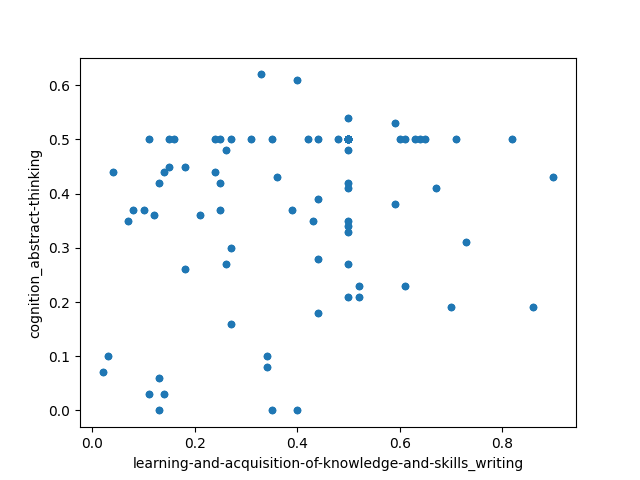 0.6
0.5
0.4
0.3
0.2
0.1
0.0
cognition_abstract-thinking
0.0 0.2 0.4 0.6 0.8
learning-and-acquisition-of-knowledge-and-skills_writing